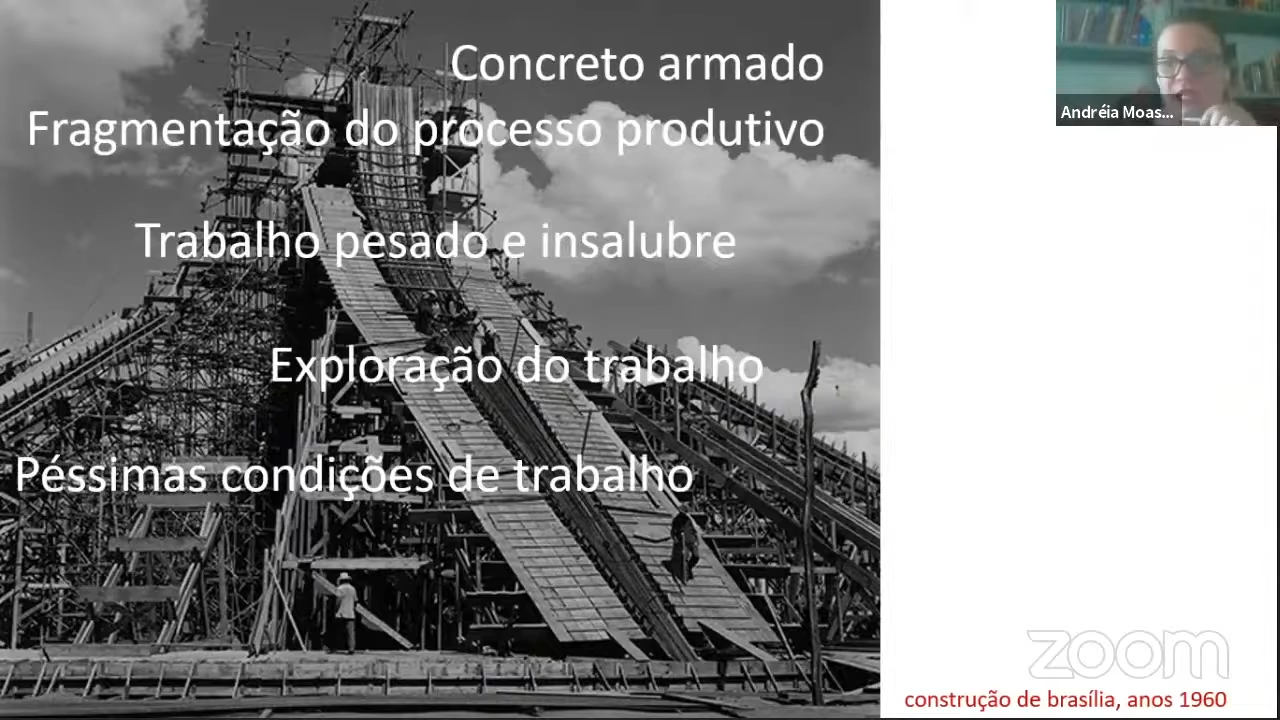 Concreto armado
Fragmentação do processo produtivo
Trabalho pesado e insalubre
Exploração do trabalho
Péssimas condições de trabalho
Andréia Moas...
zoom
construção de brasília, anos 1960